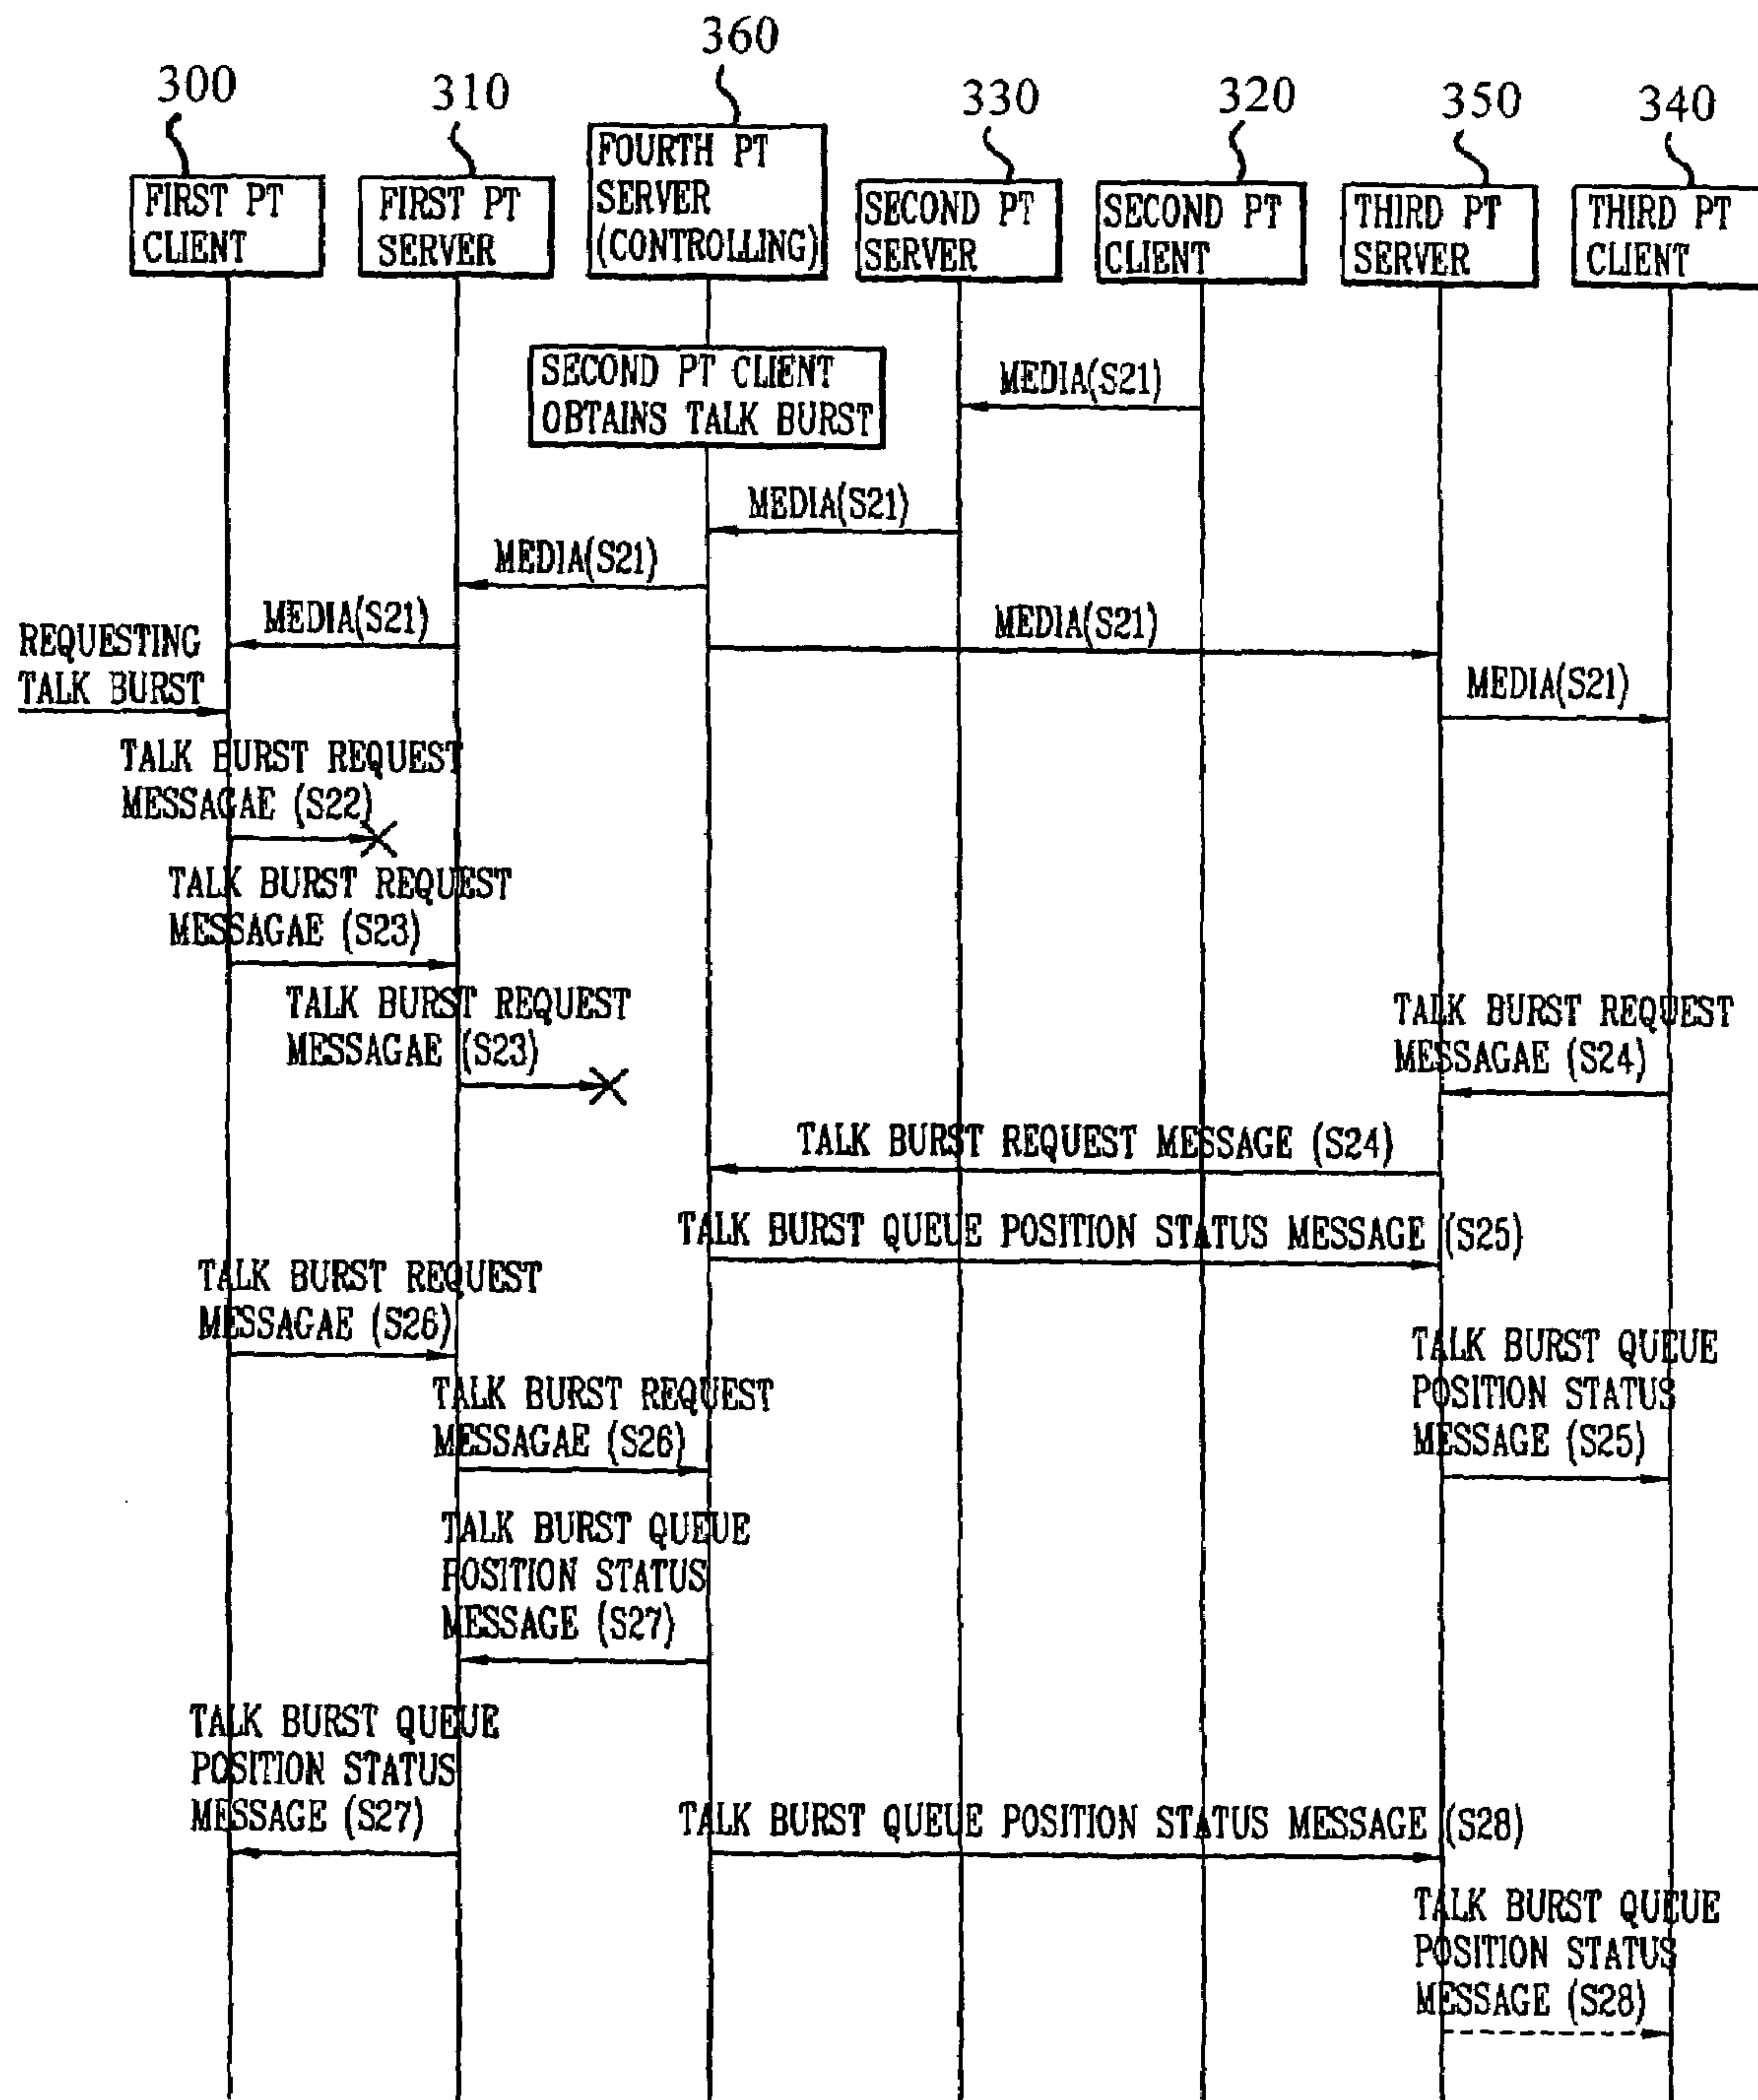 360
300
310
330
320
350
340
FIRST PT
CLIENT
FIRST PT
SERVER
FOURTH PT
SERVER
(CONTROLLING)
SECOND PT
SERVER
SECOND PT
CLIENT
THIRD PT
SERVER
THIRD PT
CLIENT
SECOND PT CLIENT
OBTAINS TALK BURST
MEDIA(S21)
MEDIA(S21)
MEDIA(S21)
MEDIA(S21)
MEDIA(S21)
REQUESTING
TALK BURST
MEDIA(S21)
TALK BURST REQUEST
MESSAGAE (S22)
TALK BURST REQUEST
MESSAGAE (S23)
TALK BURST REQUEST
MESSAGAE (S23)
TALK BURST REQUEST
MESSAGAE (S24)
TALK BURST REQUEST MESSAGE (S24)
TALK BURST QUEUE POSITION STATUS MESSAGE (S25)
TALK BURST REQUEST
MESSAGAE (S26)
TALK BURST QUEUE
POSITION STATUS
MESSAGE (S25)
TALK BURST REQUEST
MESSAGAE (S26)
TALK BURST QUEUE
POSITION STATUS
MESSAGE (S27)
TALK BURST QUEUE
POSITION STATUS
MESSAGE (S27)
TALK BURST QUEUE POSITION STATUS MESSAGE (S28)
TALK BURST QUEUE
POSITION STATUS
MESSAGE (S28)